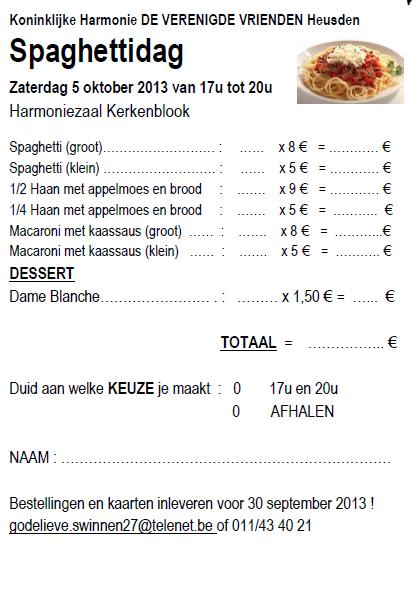 Koninklijke Harmonie DE VERENIGDE VRIENDEN Heusden
Spaghettidag
Zaterdag 5 oktober 2013 van 17u tot 20u
Harmoniezaal Kerkenblook
Spaghetti (groot)............................ : ...... x 8 € = ............ €
Spaghetti (klein) ............................ : ...... x 5 € = ............ €
1/2 Haan met appelmoes en brood : ....... x 9 € = ............ €
1/4 Haan met appelmoes en brood : ....... x 5 € = ........... €
Macaroni met kaassaus (groot) ...... : ....... x 8 € = ............€
Macaroni met kaassaus (klein) ...... : ....... x 5 € = ........... €
DESSERT
Dame Blanche.......................... . : ......... x 1,50 € = ...... €
TOTAAL = ................. €
Duid aan welke KEUZE je maakt : 0 17u en 20u
0 AFHALEN
NAAM : ...........................................................................
Bestellingen en kaarten inleveren voor 30 september 2013 !
godelieve.swinnen27@telenet.be of 011/43 40 21